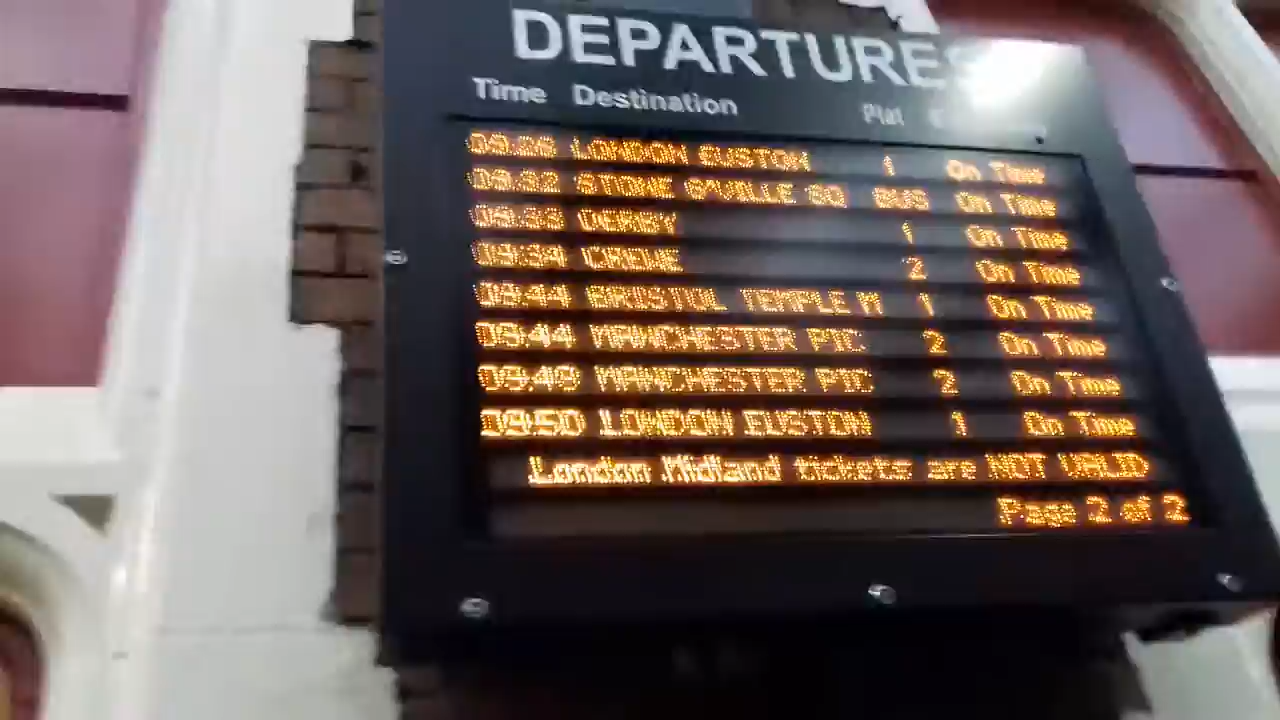 DEPARTURES
Time Destination Plat
09:28 LONDON EUSTON 1 On Time
09:32 STOKE @VILLE SQ BUS On Time
09:33 DERBY 1 On Time
09:34 CREWE 2 On Time
09:44 BRISTOL TEMPLE M 1 On Time
09:44 MANCHESTER PIC 2 On Time
09:49 MANCHESTER PIC 2 On Time
09:50 LONDON EUSTON 1 On Time
London Midland tickets are NOT VALID
Page 2 of 2